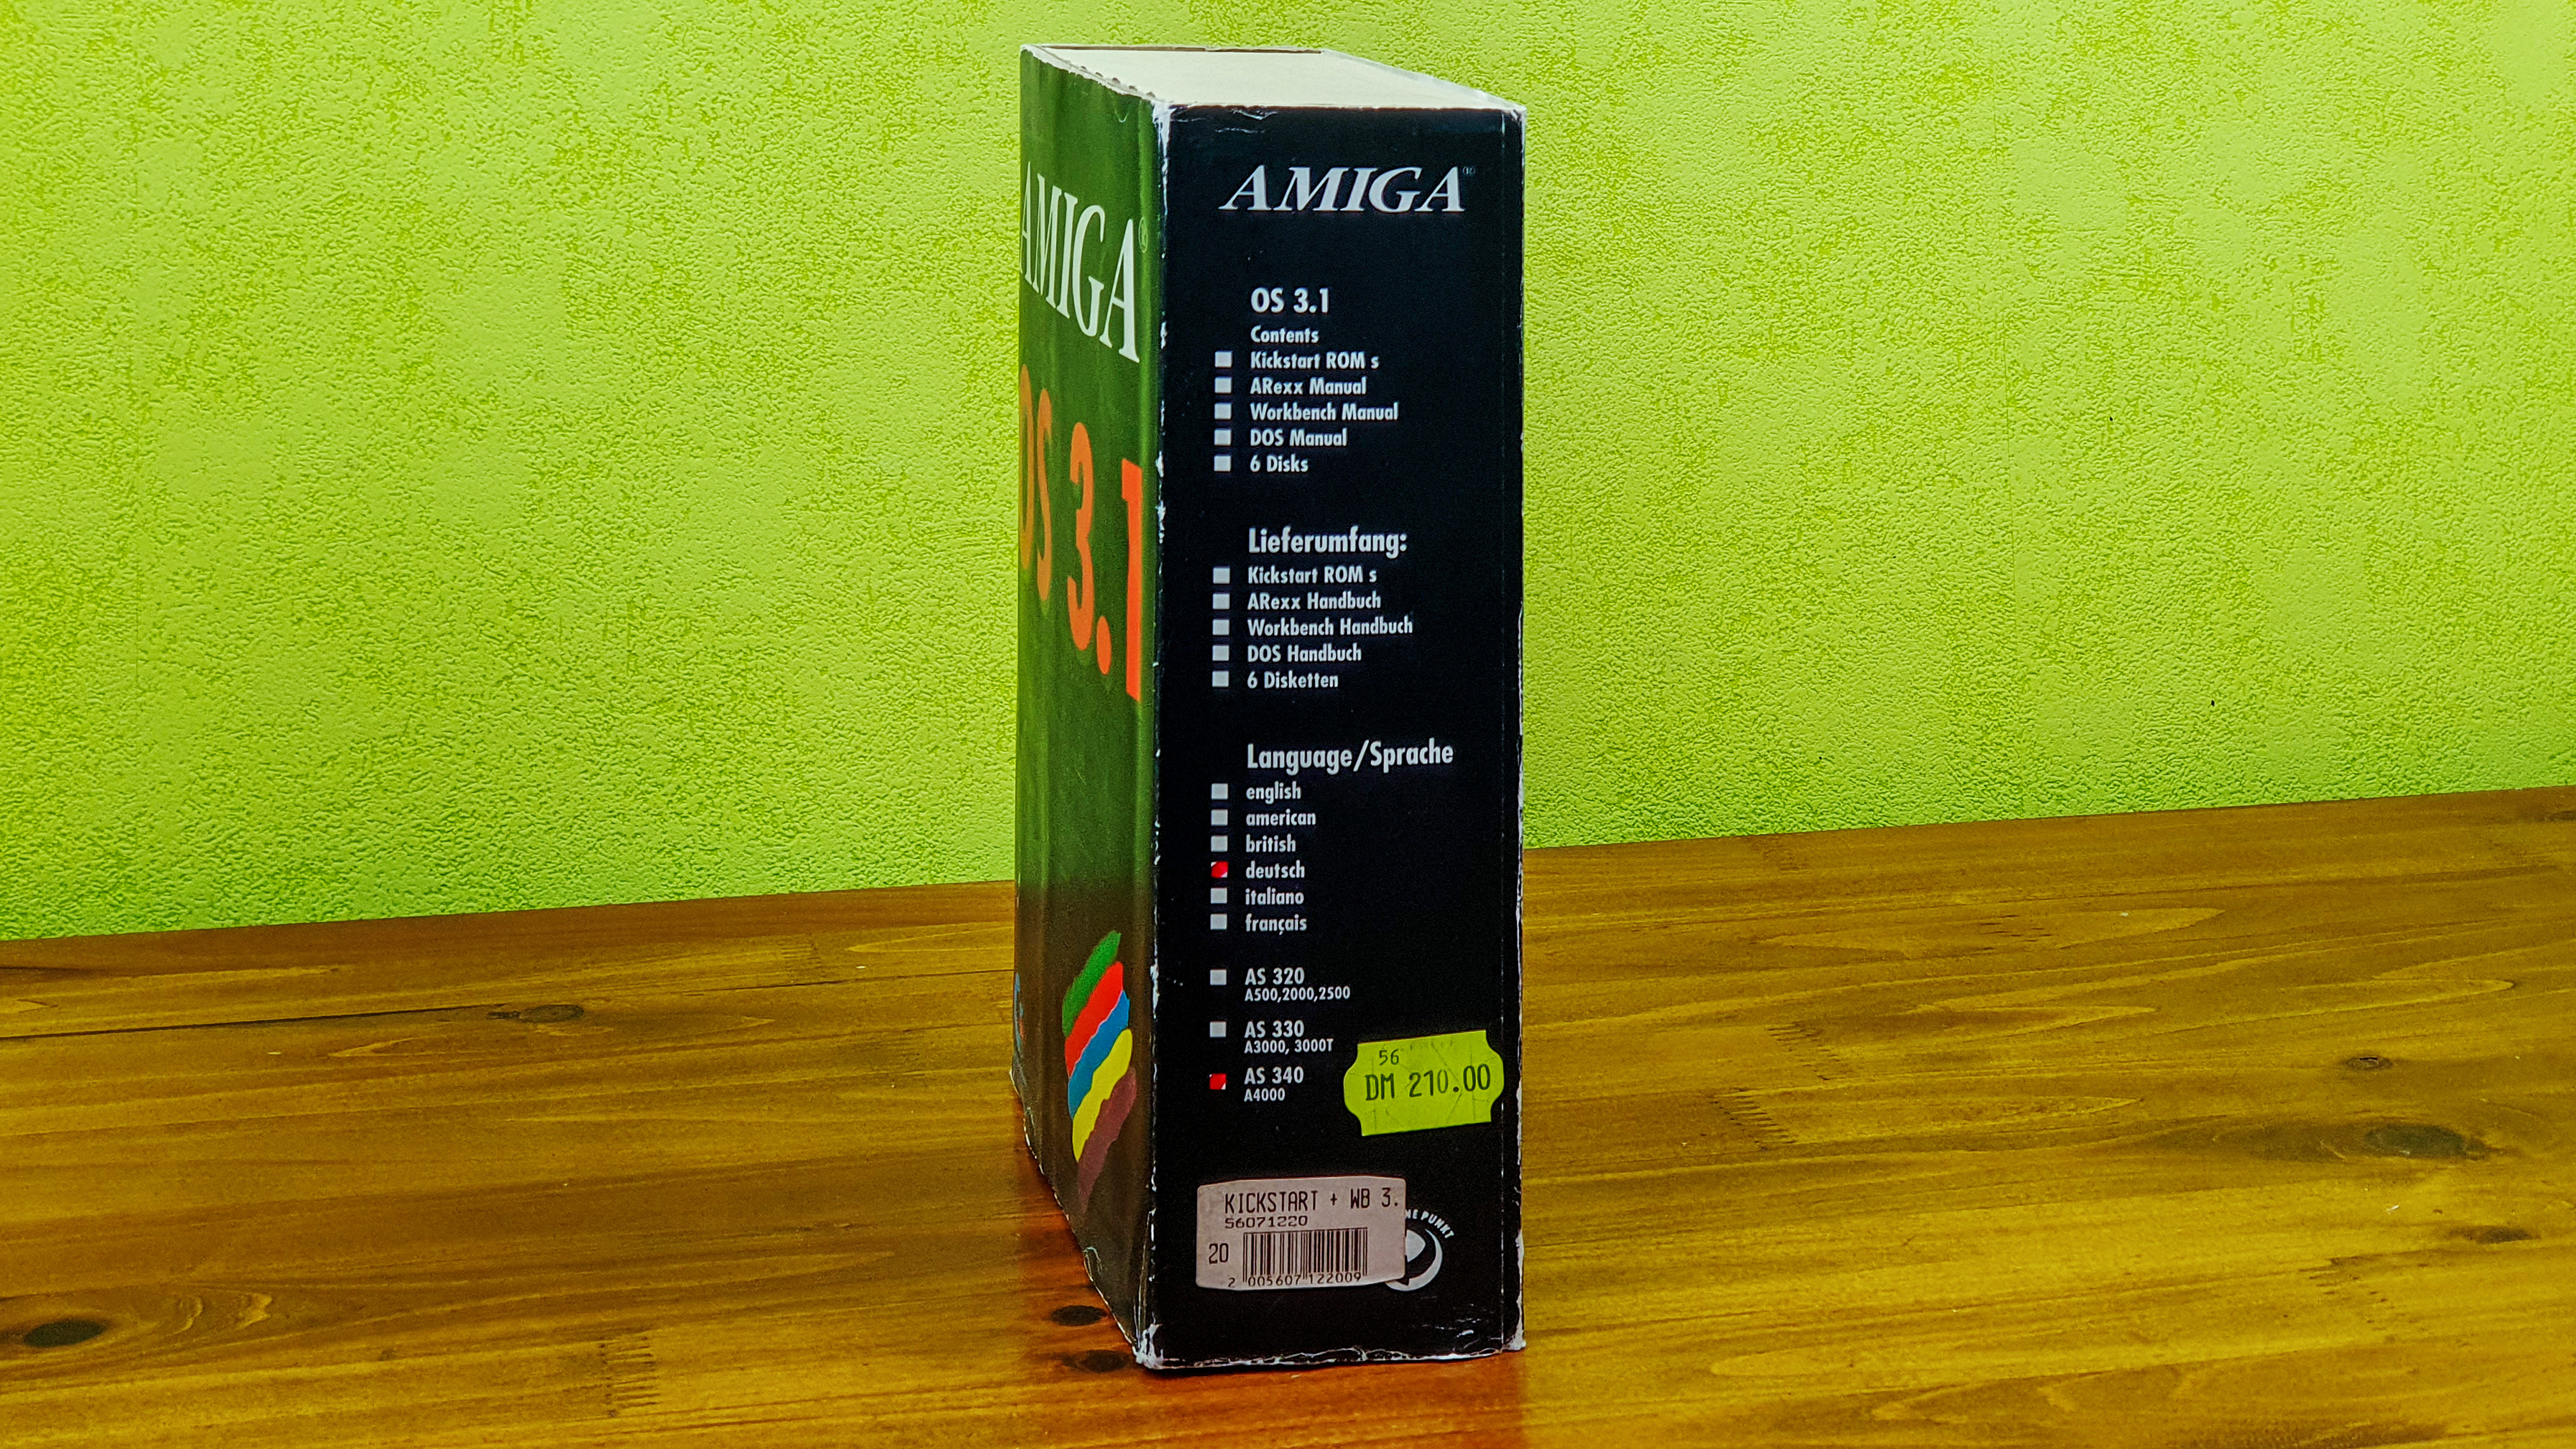 AMIGA®
OS 3.1
AMIGA®
OS 3.1
Contents
Kickstart ROM s
ARexx Manual
Workbench Manual
DOS Manual
6 Disks
Lieferumfang:
Kickstart ROM s
ARexx Handbuch
Workbench Handbuch
DOS Handbuch
6 Disketten
Language/Sprache
english
american
british
deutsch
italiano
français
AS 320
A500,2000,2500
AS 330
A3000, 3000T
AS 340
A4000
56
DM 210.00
KICKSTART + WB 3.
56071220
20
2 005607 122009
PUNKT